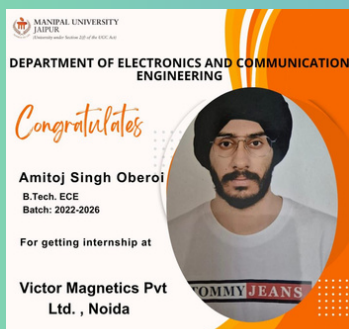 MANIPAL UNIVERSITY
JAIPUR
(University under Section 2(f) of the UGC Act)
DEPARTMENT OF ELECTRONICS AND COMMUNICATION
ENGINEERING
Congratulates
Amitoj Singh Oberoi
B.Tech. ECE
Batch: 2022-2026
For getting internship at
Victor Magnetics Pvt
Ltd. , Noida
TOMMY JEANS